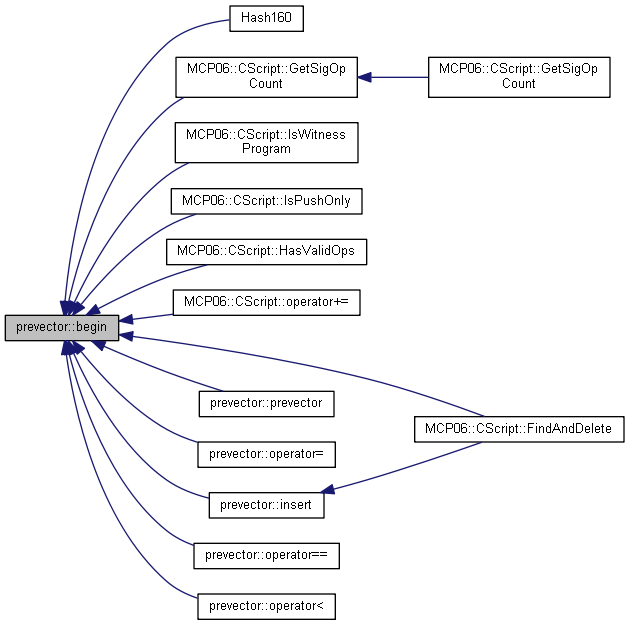 Hash160
MCP06::CScript::GetSigOp
Count
MCP06::CScript::GetSigOp
Count
MCP06::CScript::IsWitness
Program
MCP06::CScript::IsPushOnly
MCP06::CScript::HasValidOps
MCP06::CScript::operator+=
prevector::begin
prevector::prevector
MCP06::CScript::FindAndDelete
prevector::operator=
prevector::insert
prevector::operator==
prevector::operator<